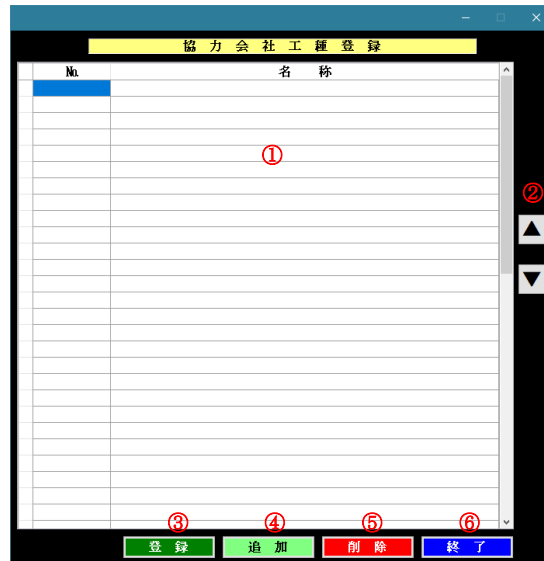 協 力 会 社 工 種 登 録
№ 名 称
①
②
▲
▼
③ ④ ⑤ ⑥
登 録 追 加 削 除 終 了